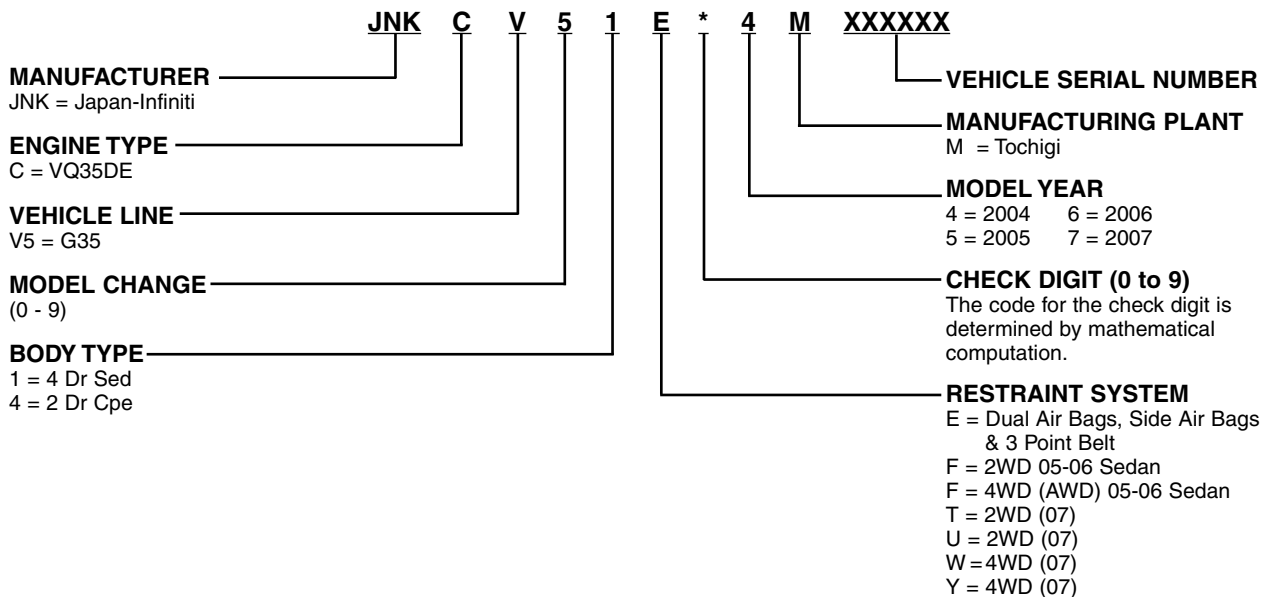 JNK C V 5 1 E * 4 M XXXXXX
MANUFACTURER
JNK = Japan-Infiniti
ENGINE TYPE
C = VQ35DE
VEHICLE LINE
V5 = G35
MODEL CHANGE
(0 - 9)
BODY TYPE
1 = 4 Dr Sed
4 = 2 Dr Cpe
VEHICLE SERIAL NUMBER
MANUFACTURING PLANT
M = Tochigi
MODEL YEAR
4 = 2004 6 = 2006
5 = 2005 7 = 2007
CHECK DIGIT (0 to 9)
The code for the check digit is
determined by mathematical
computation.
RESTRAINT SYSTEM
E = Dual Air Bags, Side Air Bags
& 3 Point Belt
F = 2WD 05-06 Sedan
F = 4WD (AWD) 05-06 Sedan
T = 2WD (07)
U = 2WD (07)
W = 4WD (07)
Y = 4WD (07)